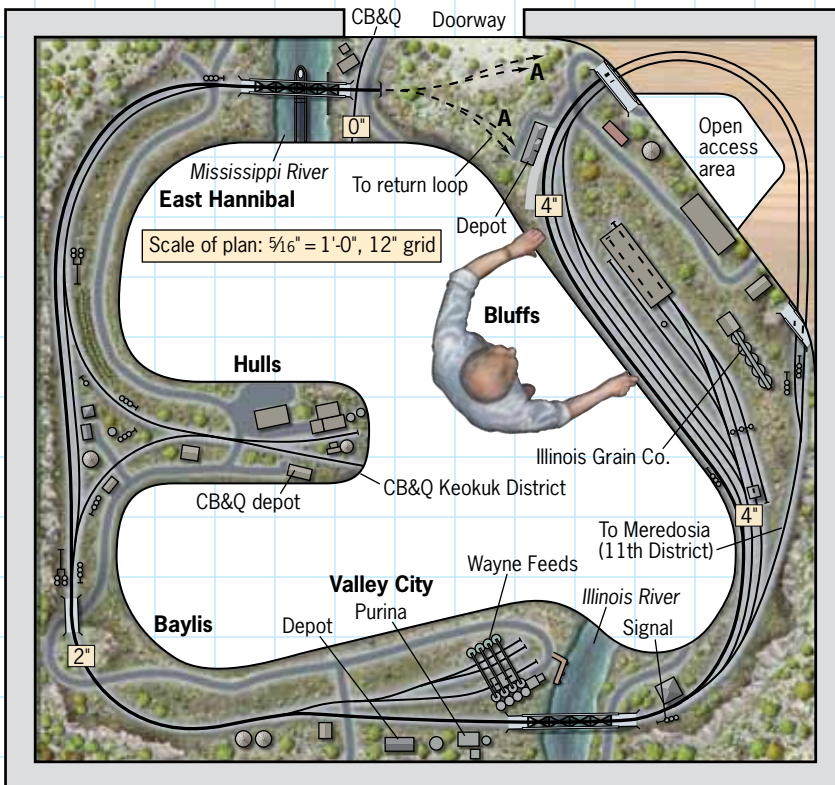 CB&Q
Doorway
A
A
0"
Mississippi River
East Hannibal
To return loop
Depot
4"
Open
access
area
Scale of plan: 5⁄16" = 1'-0", 12" grid
Bluffs
Hulls
Illinois Grain Co.
CB&Q depot
CB&Q Keokuk District
4"
To Meredosia
(11th District)
Wayne Feeds
Valley City
Purina
Illinois River
Signal
Baylis
Depot
2"